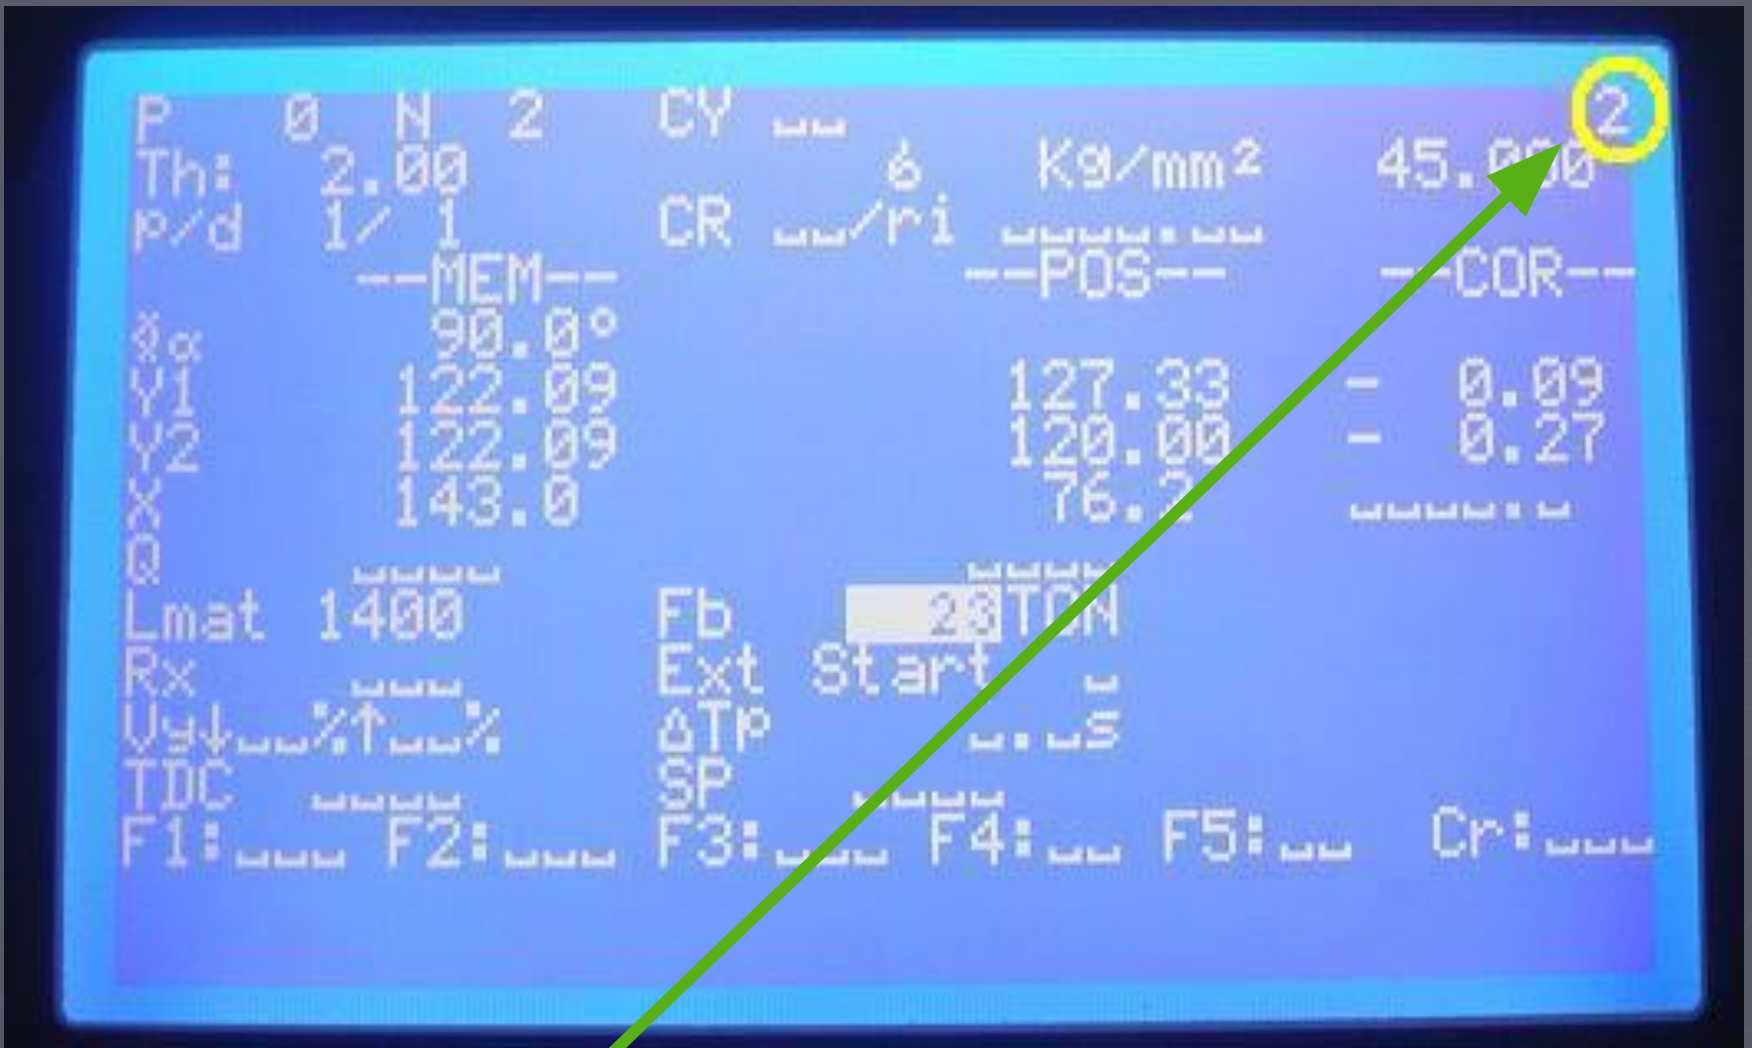 P 0 N 2 CY ␣␣ 2
Th: 2.00 6 Kg/mm² 45.000
p/d 1/ 1 CR ␣␣/ri ␣␣␣␣.␣␣
--MEM-- --POS-- --COR--
α 90.0°
Y1 122.09 127.33 - 0.09
Y2 122.09 120.00 - 0.27
X 143.0 76.2 ␣␣␣␣.␣
Q ␣␣␣␣ ␣␣␣␣
Lmat 1400 Fb 20TON
Rx ␣␣␣ Ext Start ␣
Vy↓␣␣%↑␣␣% ΔTp ␣.␣s
TDC ␣␣␣␣ SP ␣␣␣␣
F1:␣␣␣ F2:␣␣␣ F3:␣␣␣ F4:␣␣ F5:␣␣ Cr:␣␣␣